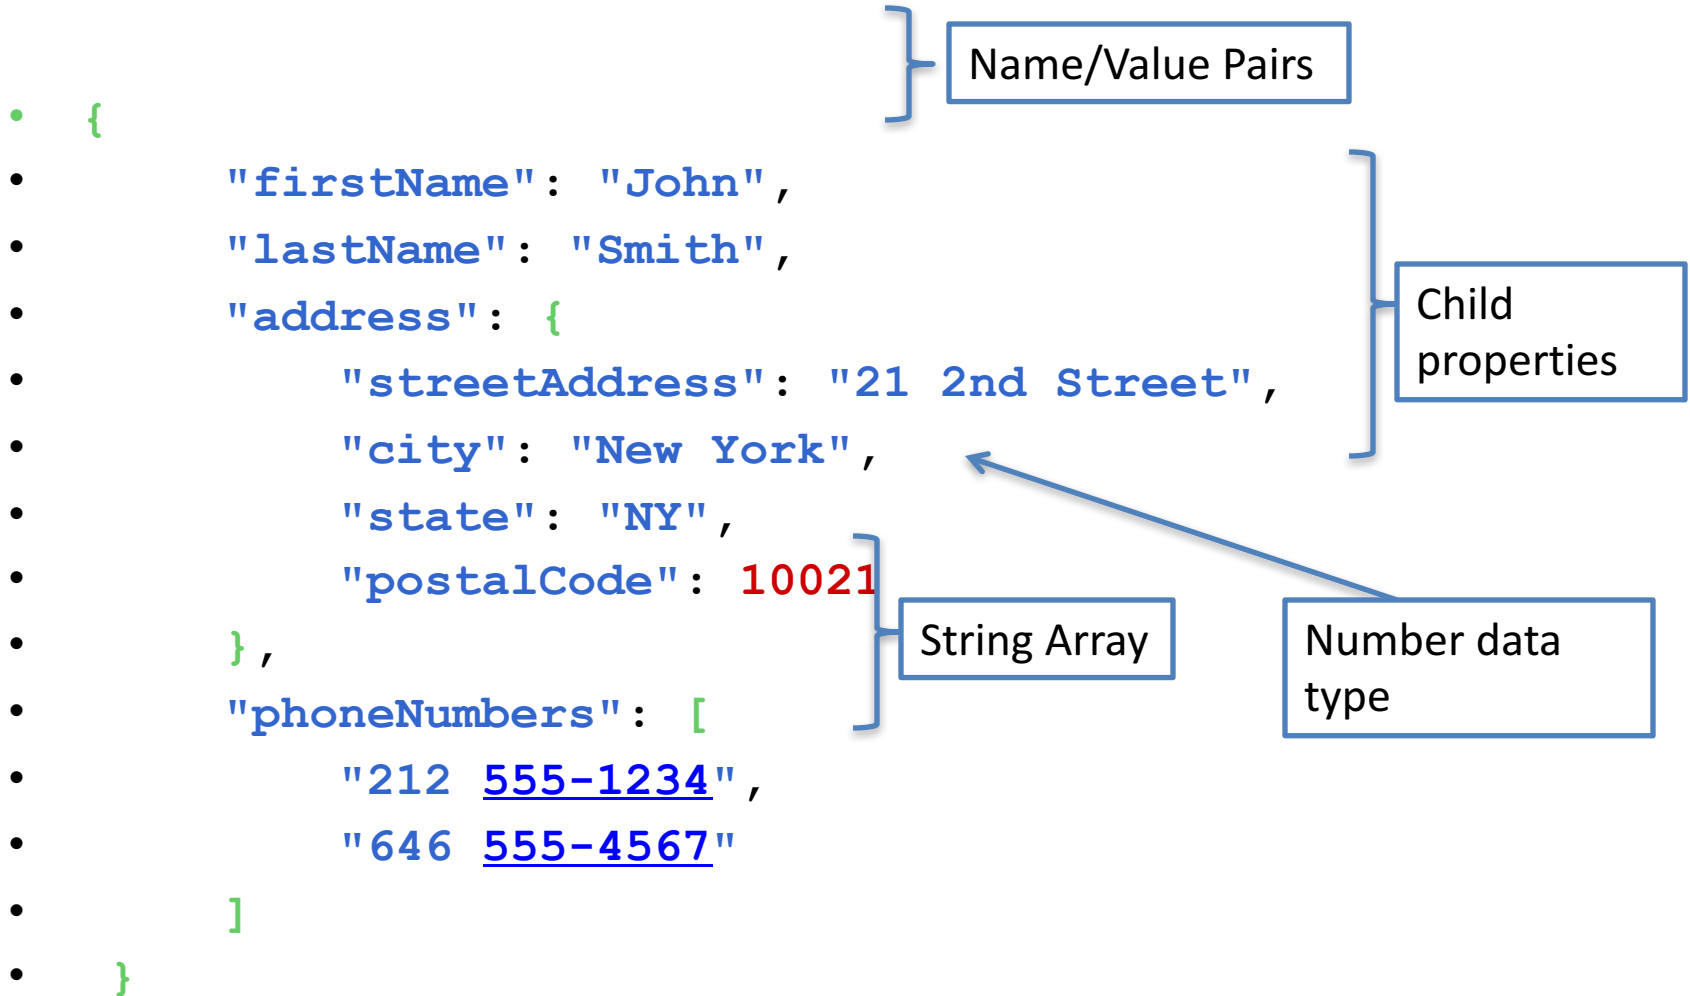 Name/Value Pairs
• {
• "firstName": "John",
• "lastName": "Smith",
• "address": {
Child
properties
• "streetAddress": "21 2nd Street",
• "city": "New York",
• "state": "NY",
• "postalCode": 10021
String Array
Number data
type
• },
• "phoneNumbers": [
• "212 555-1234",
• "646 555-4567"
• ]
• }